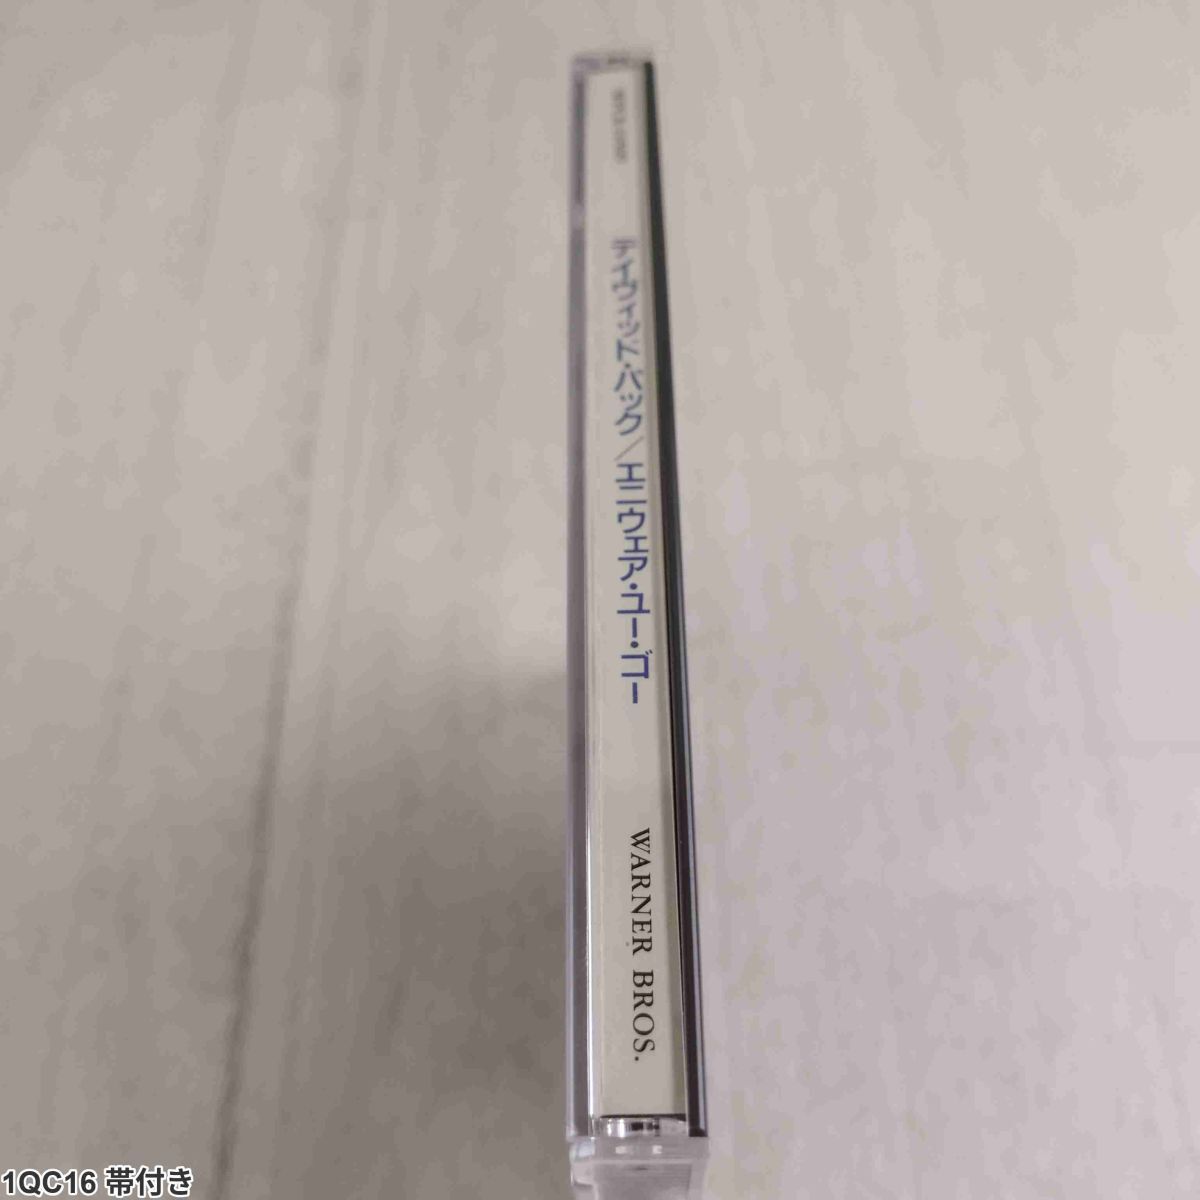 デイヴィッド・パック／エニウェア・ユー・ゴー
WARNER BROS.
1QC16 帯付き